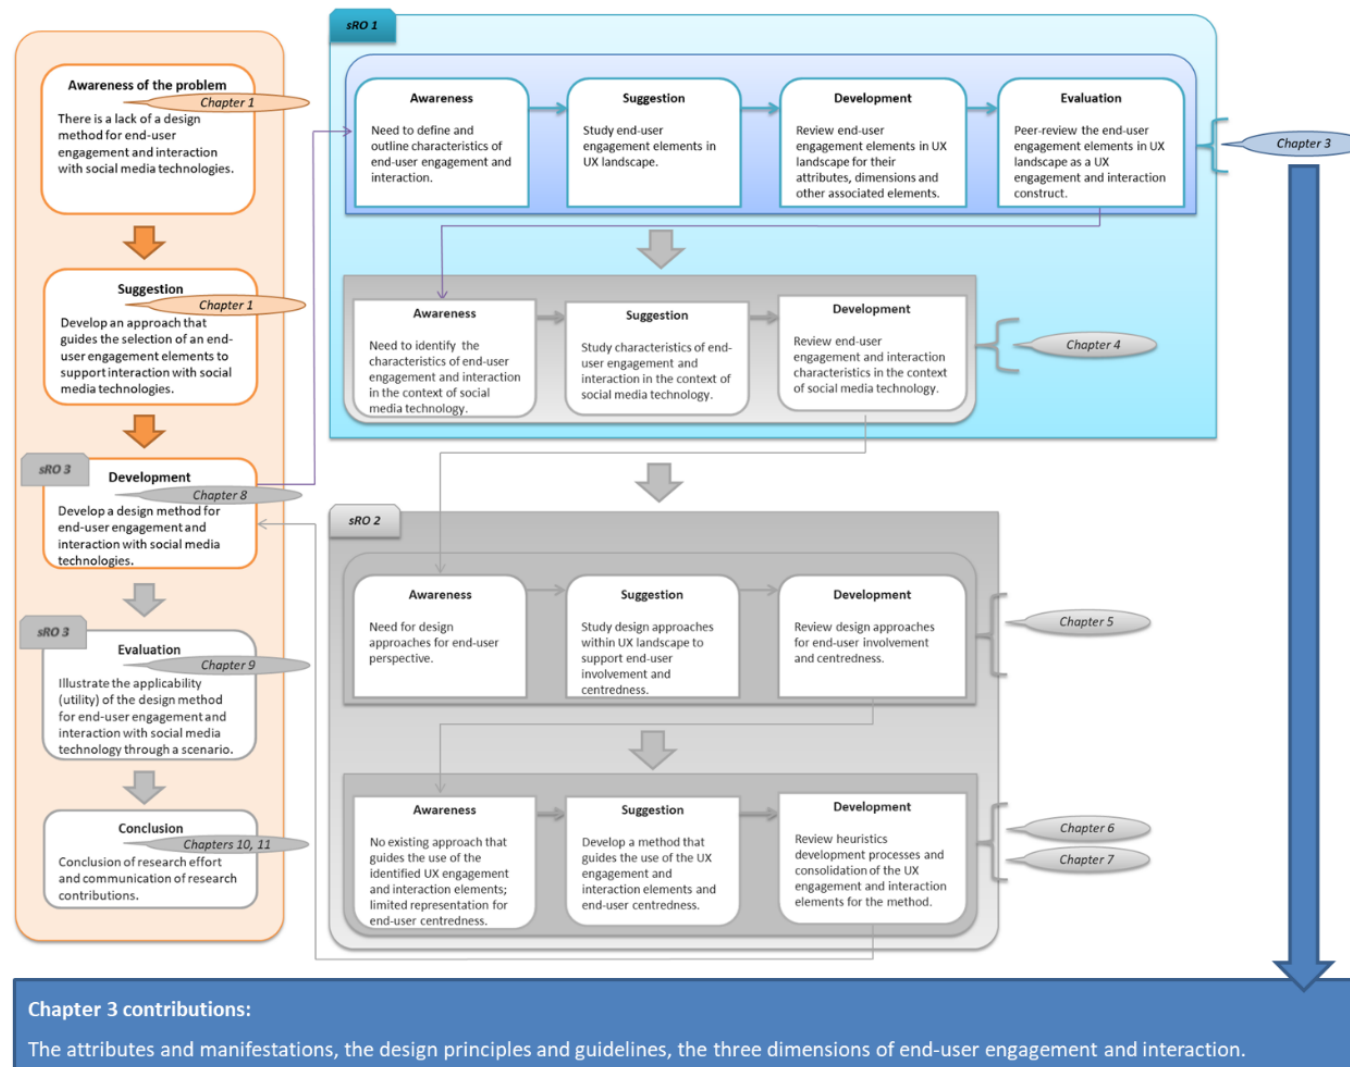 Awareness of the problem
Chapter 1
There is a lack of a design
method for end-user
engagement and interaction
with social media technologies.
Suggestion
Chapter 1
Develop an approach that
guides the selection of an end-
user engagement elements to
support interaction with social
media technologies.
sRO 3
Development
Chapter 8
Develop a design method for
end-user engagement and
interaction with social media
technologies.
sRO 3
Evaluation
Chapter 9
Illustrate the applicability
(utility) of the design method
for end-user engagement and
interaction with social media
technology through a scenario.
Conclusion
Chapters 10, 11
Conclusion of research effort
and communication of research
contributions.
sRO 1
Awareness
Need to define and
outline characteristics of
end-user engagement and
interaction.
Suggestion
Study end-user
engagement elements in
UX landscape.
Development
Review end-user
engagement elements in UX
landscape for their
attributes, dimensions and
other associated elements.
Evaluation
Peer-review the end-user
engagement elements in UX
landscape as a UX
engagement and interaction
construct.
Chapter 3
Awareness
Need to identify the
characteristics of end-user
engagement and interaction
in the context of social
media technology.
Suggestion
Study characteristics of end-
user engagement and
interaction in the context of
social media technology.
Development
Review end-user
engagement and interaction
characteristics in the context
of social media technology.
Chapter 4
sRO 2
Awareness
Need for design
approaches for end-user
perspective.
Suggestion
Study design approaches
within UX landscape to
support end-user
involvement and
centredness.
Development
Review design approaches
for end-user involvement
and centredness.
Chapter 5
Awareness
No existing approach that
guides the use of the
identified UX engagement
and interaction elements;
limited representation for
end-user centredness.
Suggestion
Develop a method that
guides the use of the UX
engagement and
interaction elements and
end-user centredness.
Development
Review heuristics
development processes and
consolidation of the UX
engagement and interaction
elements for the method.
Chapter 6
Chapter 7
Chapter 3 contributions:
The attributes and manifestations, the design principles and guidelines, the three dimensions of end-user engagement and interaction.